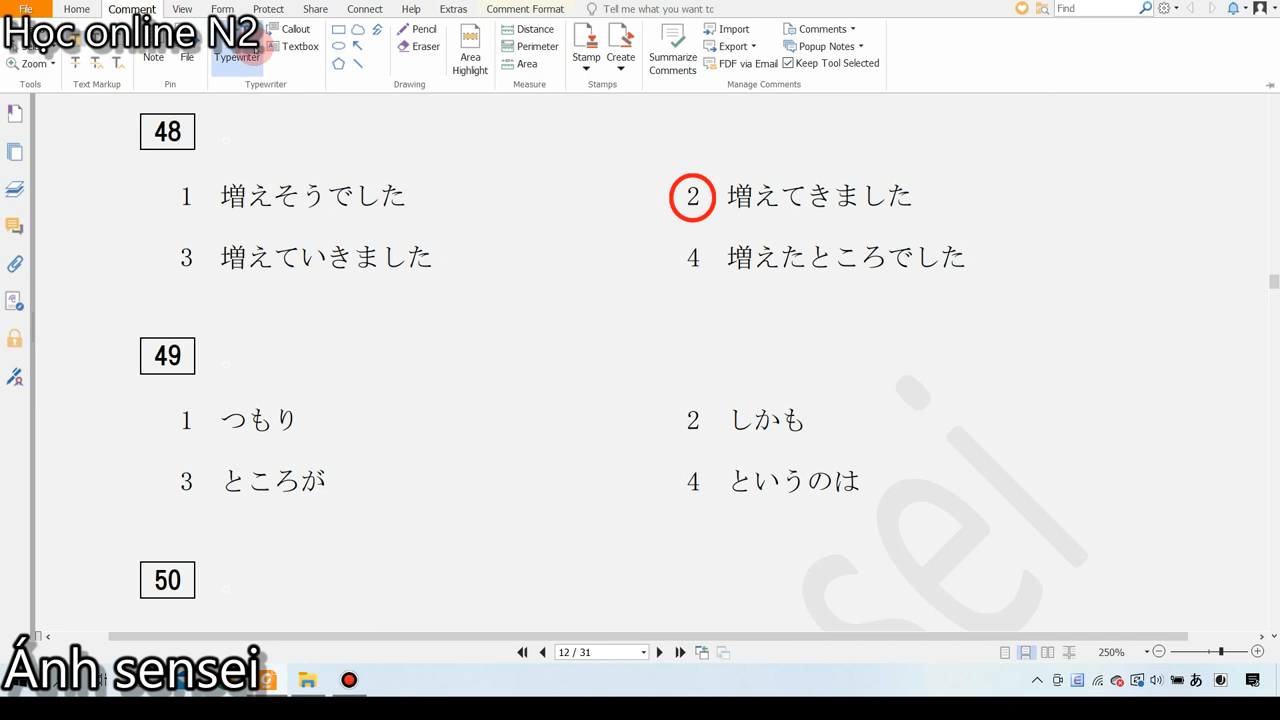 File Home Comment View Form Protect Share Connect Help Extras Comment Format Tell me what you want to Find
Học online N2
Callout Pencil Distance Import Comments
Textbox Eraser Perimeter Export Popup Notes
Zoom Note File Typewriter Area Highlight Area Stamp Create Summarize Comments FDF via Email Keep Tool Selected
Tools Text Markup Pin Typewriter Drawing Measure Stamps Manage Comments
48
1 増えそうでした 2 増えてきました
3 増えていきました 4 増えたところでした
49
1 つもり 2 しかも
3 ところが 4 というのは
50
sei
12 / 31 250%
Ánh sensei
あ